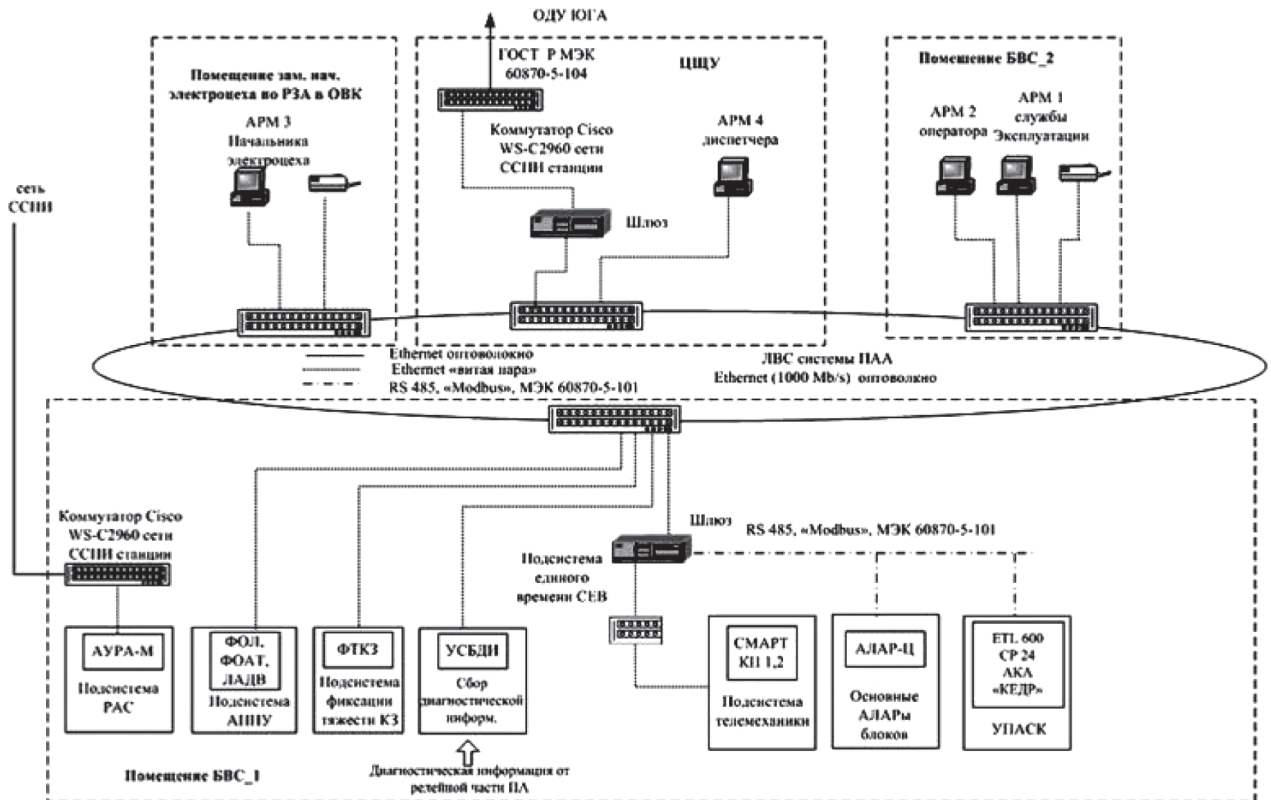 ОДУ ЮГА
Помещение зам. нач.
электроцеха по РЗА в ОВК
АРМ 3
Начальника
электроцеха
ГОСТ Р МЭК
60870-5-104
ЦЩУ
Коммутатор Cisco
WS-C2960 сети
ССПИ станции
АРМ 4
диспетчера
Шлюз
Помещение БВС_2
АРМ 2
оператора
АРМ 1
службы
Эксплуатации
сеть
ССПИ
Ethernet оптоволокно
Ethernet «витая пара»
RS 485, «Modbus», МЭК 60870-5-101
ЛВС системы ПАА
Ethernet (1000 Mb/s) оптоволкно
Коммутатор Cisco
WS-C2960 сети
ССПИ станции
Шлюз
RS 485, «Modbus», МЭК 60870-5-101
Подсистема
единого
времени СЕВ
АУРА-М
Подсистема
РАС
ФОЛ,
ФОАТ,
ЛАДВ
Подсистема
АПНУ
ФТКЗ
Подсистема
фиксации
тяжести КЗ
УСБДИ
Сбор
диагностической
информ.
СМАРТ
КП 1,2
Подсистема
телемеханики
АЛАР-Ц
Основные
АЛАРы
блоков
ETL 600
СР 24
АКА
«КЕДР»
УПАСК
Помещение БВС_1
Диагностическая информация от
релейной части ПА